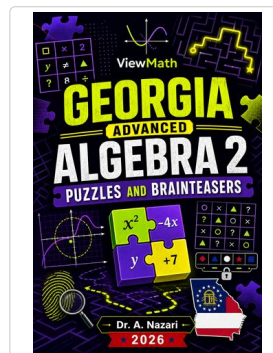 ViewMath
GEORGIA
ADVANCED
ALGEBRA 2
PUZZLES AND BRAINTEASERS
x² -4x
y +7
Dr. A. Nazari
2026